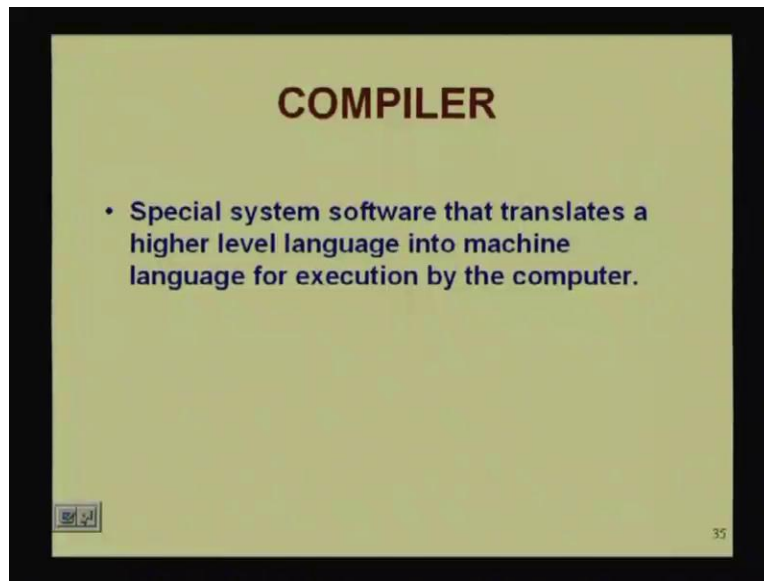 COMPILER
• Special system software that translates a
higher level language into machine
language for execution by the computer.
35